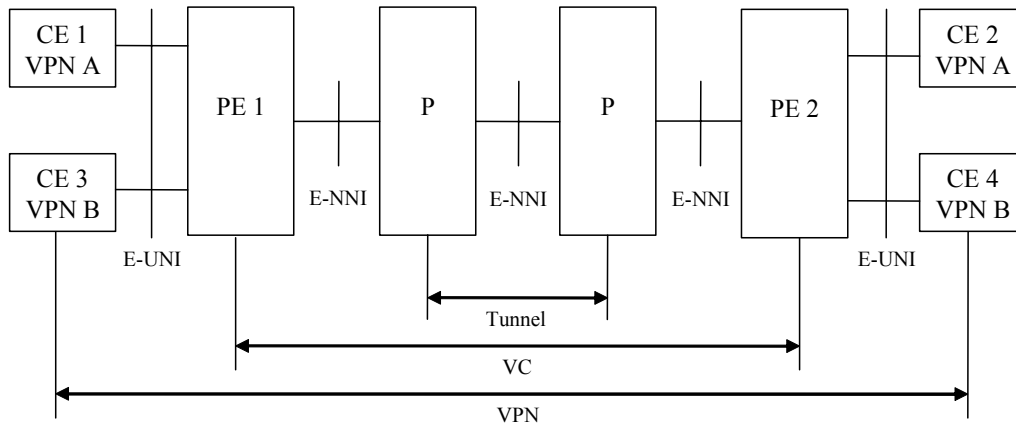 CE 1
VPN A
PE 1
P
P
PE 2
CE 2
VPN A
CE 3
VPN B
E-NNI
E-NNI
E-NNI
CE 4
VPN B
E-UNI
E-UNI
Tunnel
VC
VPN